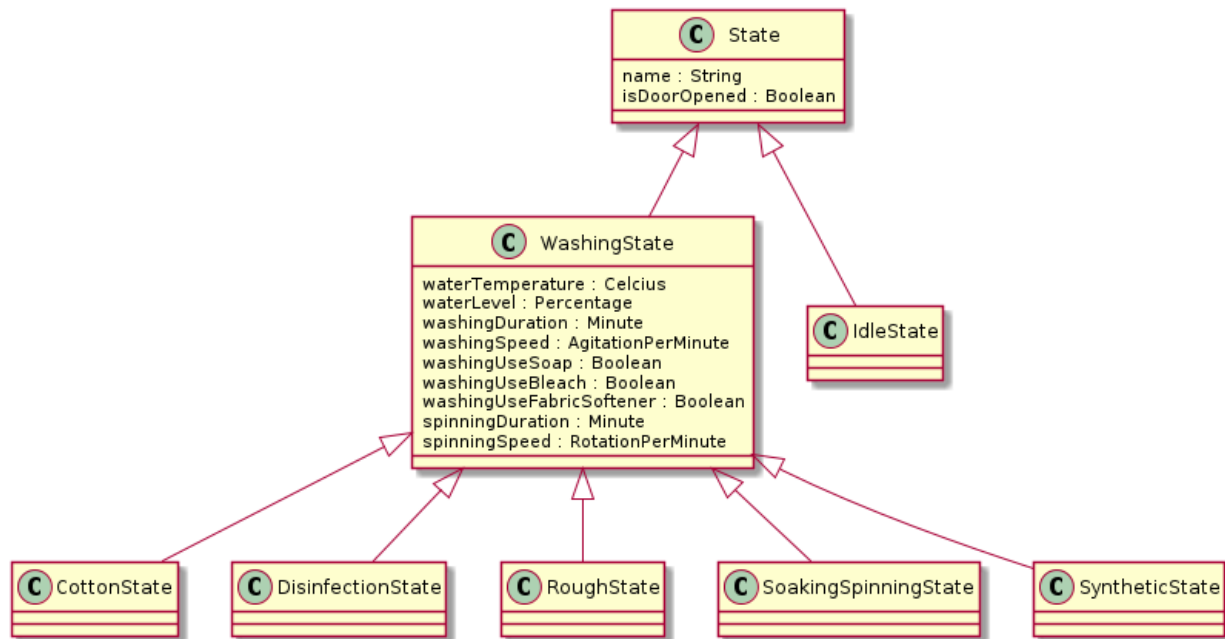 C State
name : String
isDoorOpened : Boolean
C WashingState
waterTemperature : Celcius
waterLevel : Percentage
washingDuration : Minute
washingSpeed : AgitationPerMinute
washingUseSoap : Boolean
washingUseBleach : Boolean
washingUseFabricSoftener : Boolean
spinningDuration : Minute
spinningSpeed : RotationPerMinute
C IdleState
C CottonState
C DisinfectionState
C RoughState
C SoakingSpinningState
C SyntheticState